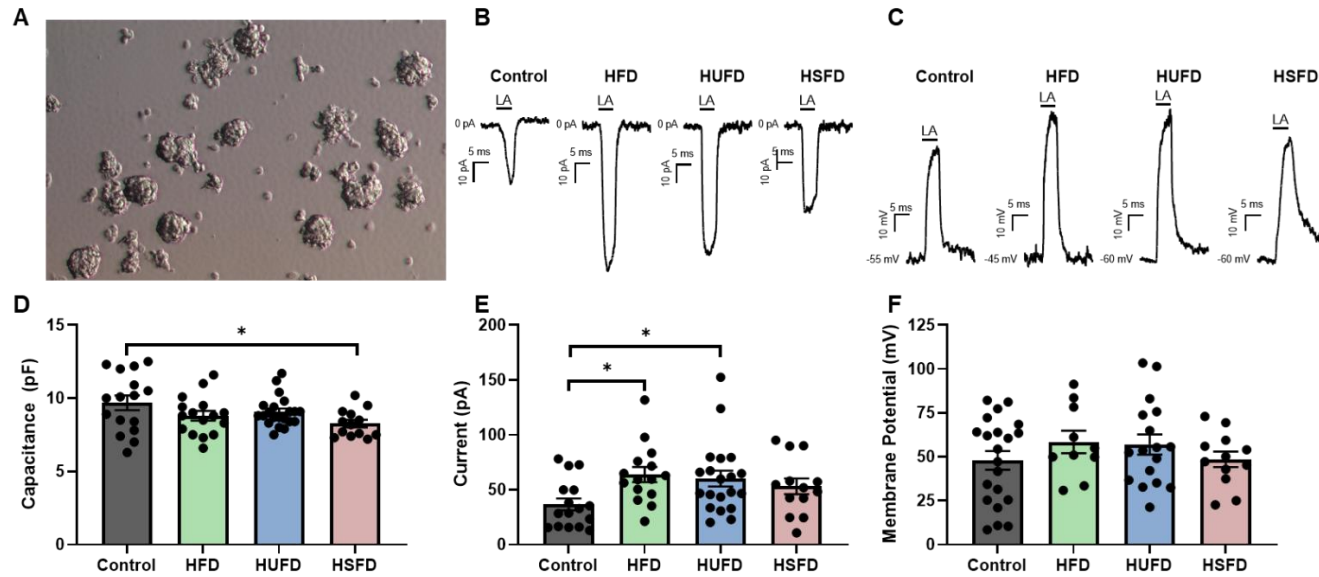 A
B
Control
HFD
HUFD
HSFD
LA
LA
LA
LA
0 pA
0 pA
0 pA
0 pA
5 ms
10 pA
5 ms
10 pA
5 ms
10 pA
5 ms
10 pA
C
Control
HFD
HUFD
HSFD
LA
LA
LA
LA
5 ms
10 mV
-55 mV
5 ms
10 mV
-45 mV
5 ms
10 mV
-60 mV
5 ms
10 mV
-60 mV
D
Capacitance (pF)
15
10
5
0
*
Control
HFD
HUFD
HSFD
E
Current (pA)
200
150
100
50
0
*
*
Control
HFD
HUFD
HSFD
F
Membrane Potential (mV)
125
100
75
50
25
0
Control
HFD
HUFD
HSFD